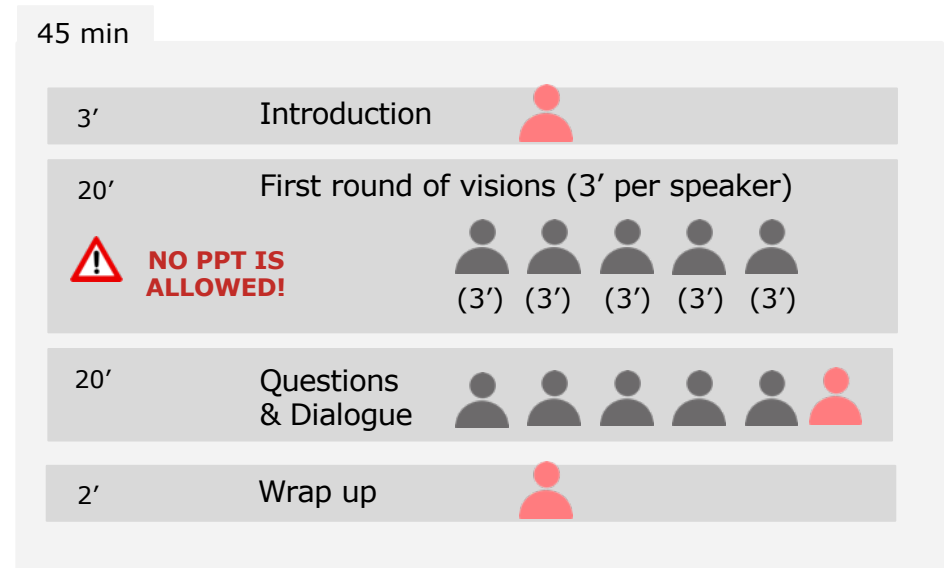 45 min
3′ Introduction
20′ First round of visions (3′ per speaker)
NO PPT IS
ALLOWED!
(3′) (3′) (3′) (3′) (3′)
20′ Questions
& Dialogue
2′ Wrap up